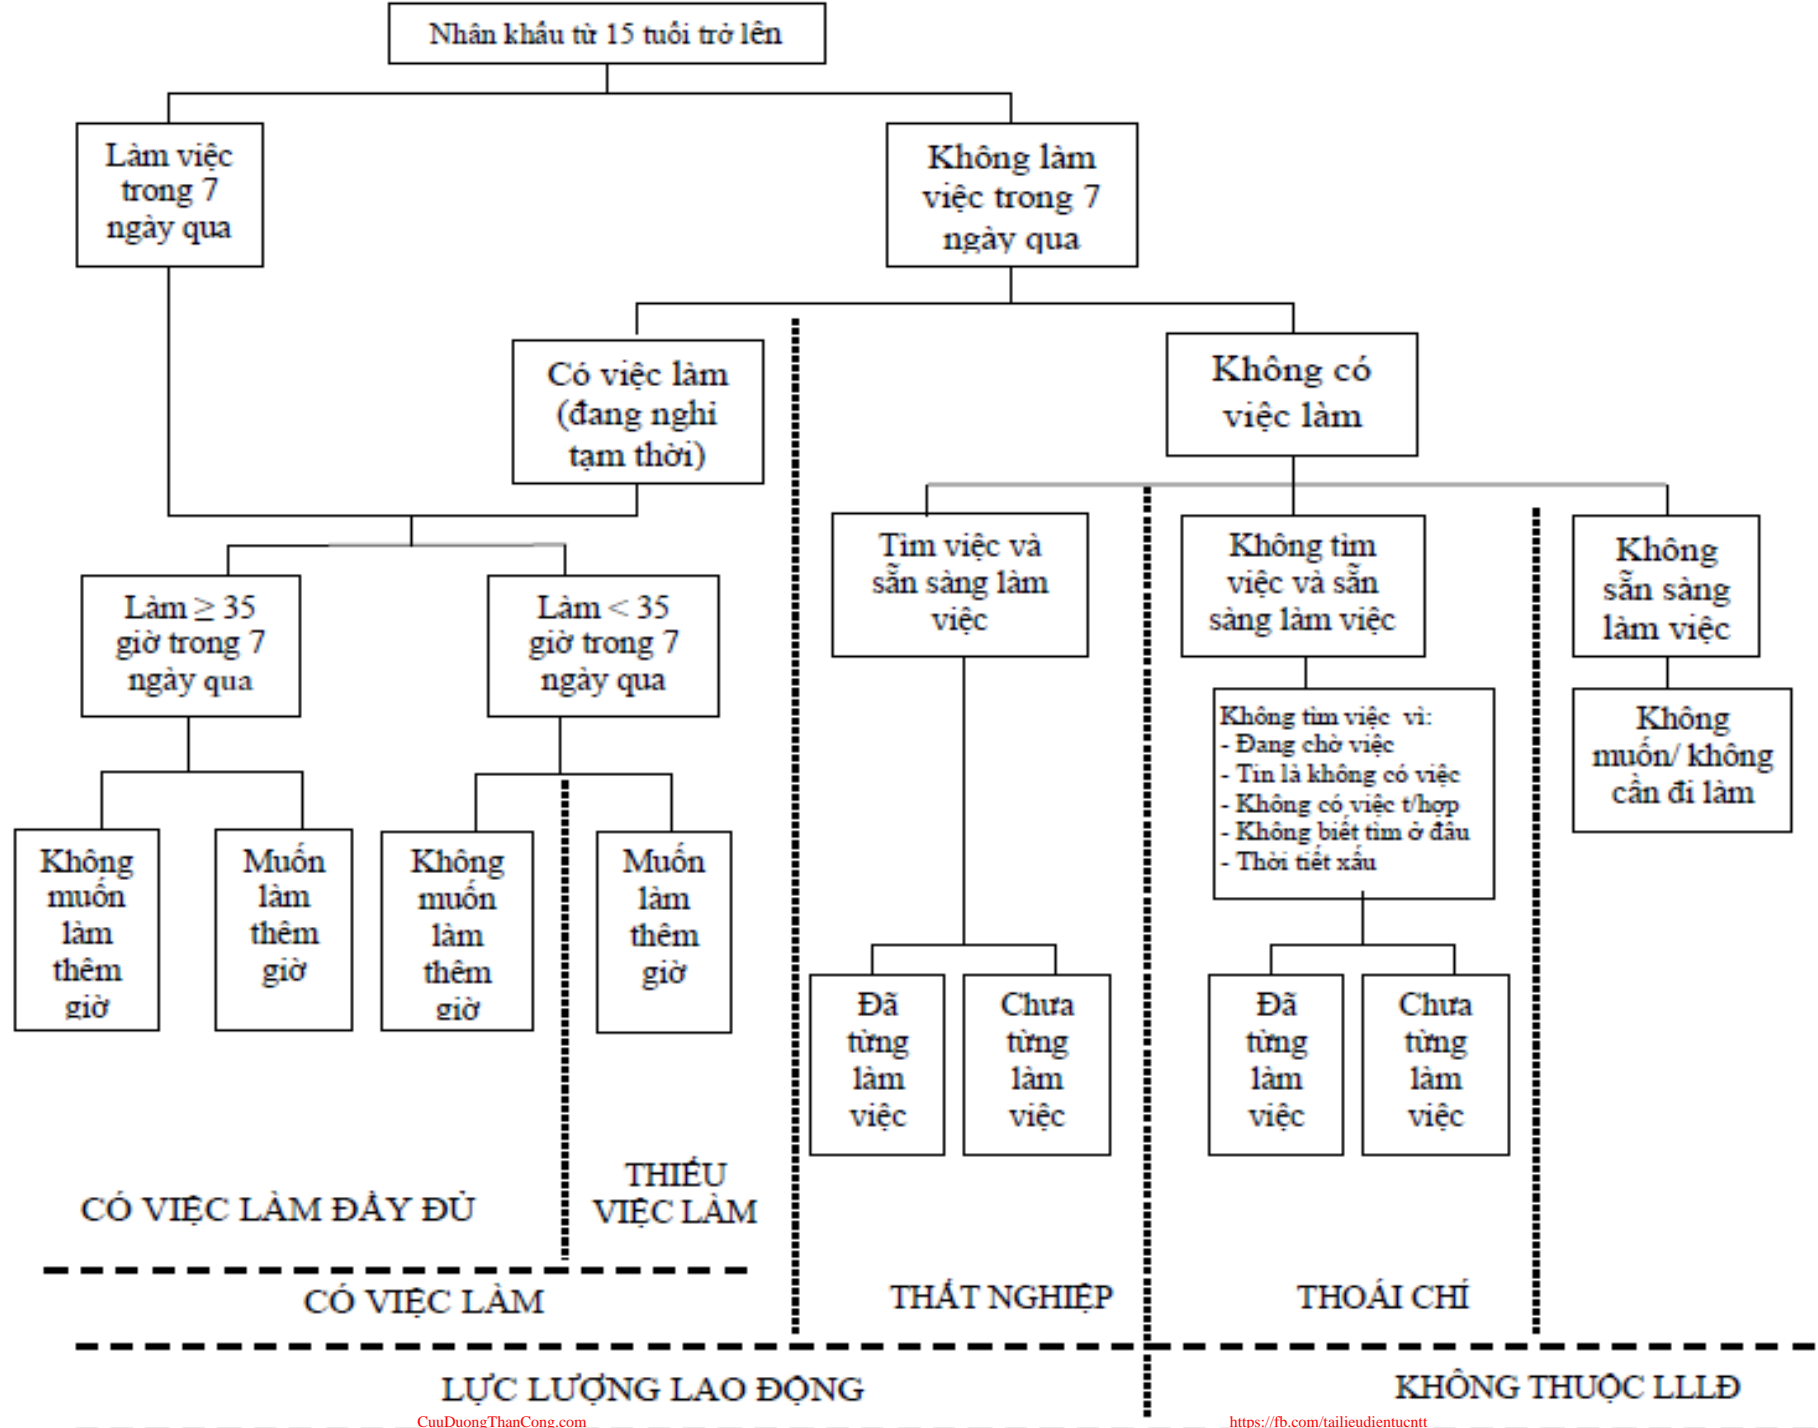 Nhân khẩu từ 15 tuổi trở lên
Làm việc
trong 7
ngày qua
Không làm
việc trong 7
ngày qua
Có việc làm
(đang nghỉ
tạm thời)
Không có
việc làm
Làm ≥ 35
giờ trong 7
ngày qua
Làm < 35
giờ trong 7
ngày qua
Tìm việc và
sẵn sàng làm
việc
Không tìm
việc và sẵn
sàng làm việc
Không
sẵn sàng
làm việc
Không tìm việc vì:
- Đang chờ việc
- Tin là không có việc
- Không có việc t/hợp
- Không biết tìm ở đâu
- Thời tiết xấu
Không
muốn/ không
cần đi làm
Không
muốn
làm
thêm
giờ
Muốn
làm
thêm
giờ
Không
muốn
làm
thêm
giờ
Muốn
làm
thêm
giờ
Đã
từng
làm
việc
Chưa
từng
làm
việc
Đã
từng
làm
việc
Chưa
từng
làm
việc
CÓ VIỆC LÀM ĐẦY ĐỦ
THIẾU
VIỆC LÀM
CÓ VIỆC LÀM
THẤT NGHIỆP
THOÁI CHÍ
LỰC LƯỢNG LAO ĐỘNG
KHÔNG THUỘC LLLĐ
CuuDuongThanCong.com
https://fb.com/tailieudientucntt